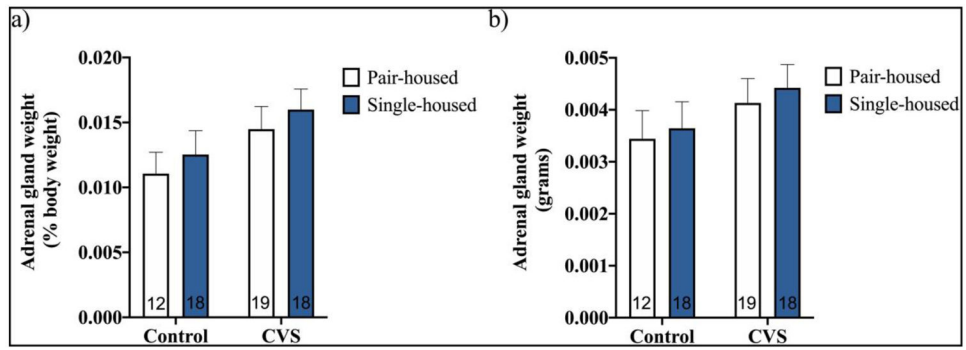 a)
Adrenal gland weight
(% body weight)
0.020
0.015
0.010
0.005
0.000
12
18
19
18
Control
CVS
Pair-housed
Single-housed
b)
Adrenal gland weight
(grams)
0.005
0.004
0.003
0.002
0.001
0.000
12
18
19
18
Control
CVS
Pair-housed
Single-housed